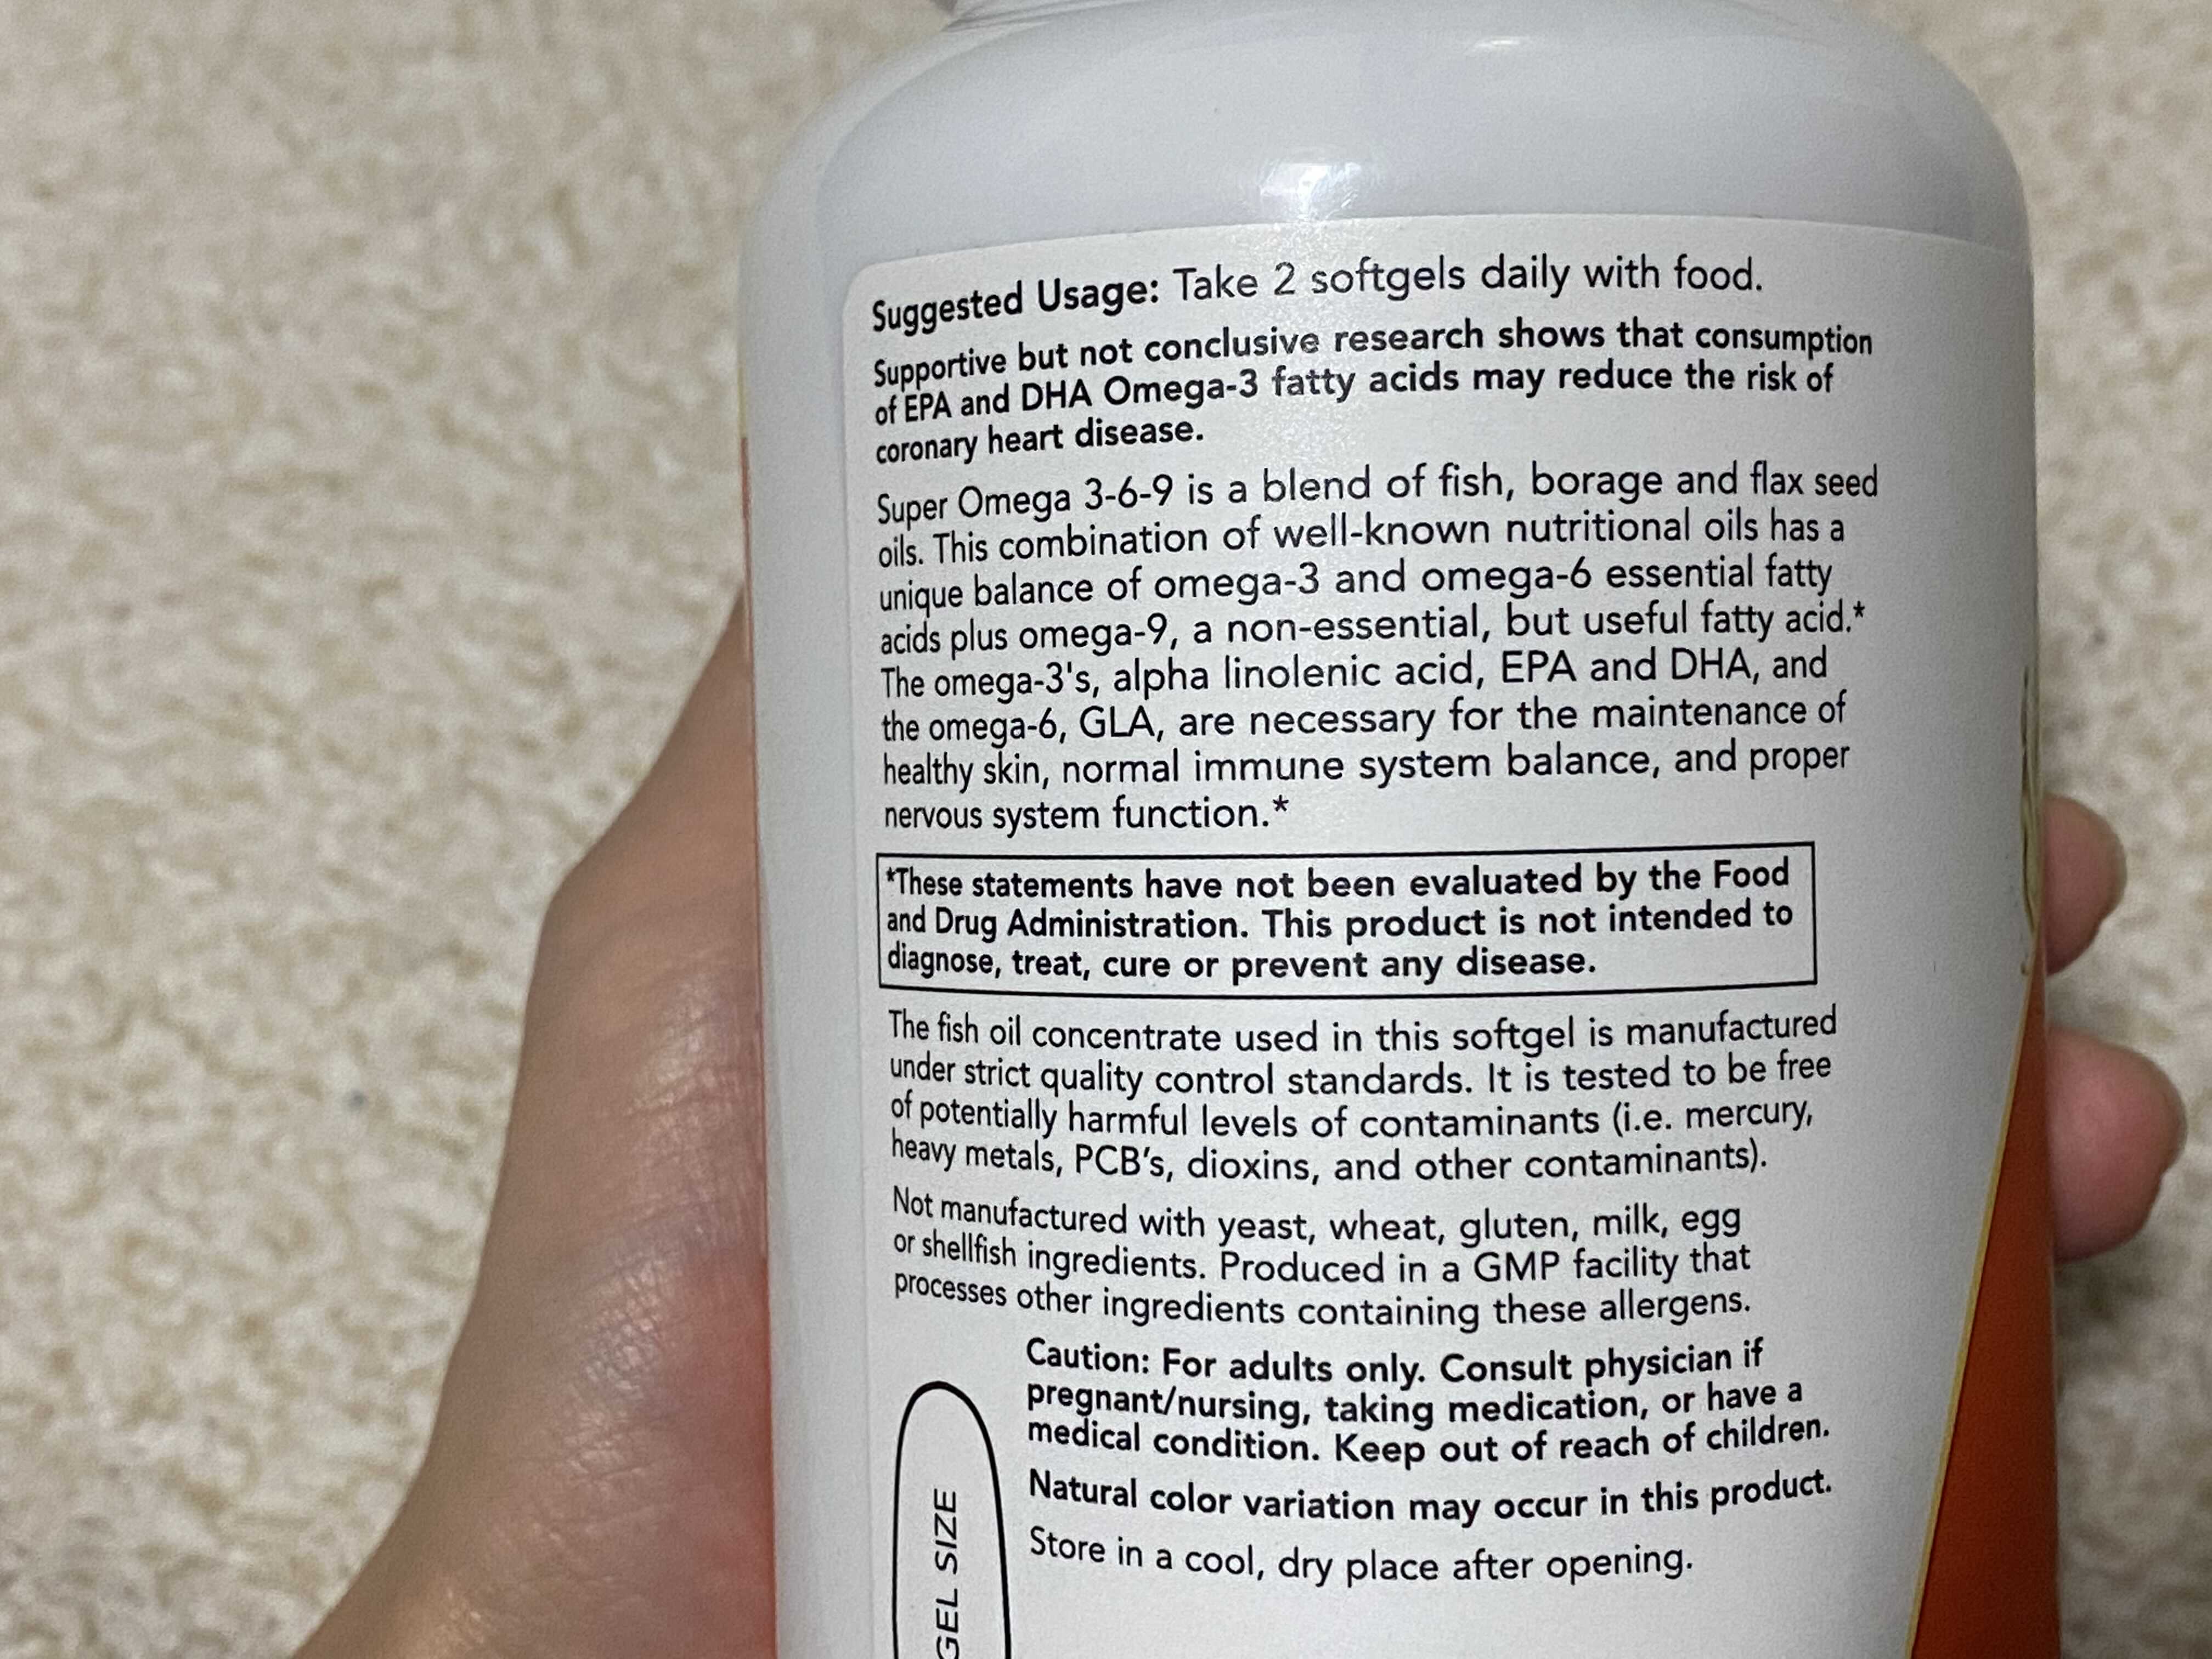 Suggested Usage: Take 2 softgels daily with food.
Supportive but not conclusive research shows that consumption
of EPA and DHA Omega-3 fatty acids may reduce the risk of
coronary heart disease.
Super Omega 3-6-9 is a blend of fish, borage and flax seed
oils. This combination of well-known nutritional oils has a
unique balance of omega-3 and omega-6 essential fatty
acids plus omega-9, a non-essential, but useful fatty acid.*
The omega-3's, alpha linolenic acid, EPA and DHA, and
the omega-6, GLA, are necessary for the maintenance of
healthy skin, normal immune system balance, and proper
nervous system function.*
*These statements have not been evaluated by the Food
and Drug Administration. This product is not intended to
diagnose, treat, cure or prevent any disease.
The fish oil concentrate used in this softgel is manufactured
under strict quality control standards. It is tested to be free
of potentially harmful levels of contaminants (i.e. mercury,
heavy metals, PCB's, dioxins, and other contaminants).
Not manufactured with yeast, wheat, gluten, milk, egg
or shellfish ingredients. Produced in a GMP facility that
processes other ingredients containing these allergens.
Caution: For adults only. Consult physician if
pregnant/nursing, taking medication, or have a
medical condition. Keep out of reach of children.
Natural color variation may occur in this product.
Store in a cool, dry place after opening.
GEL SIZE